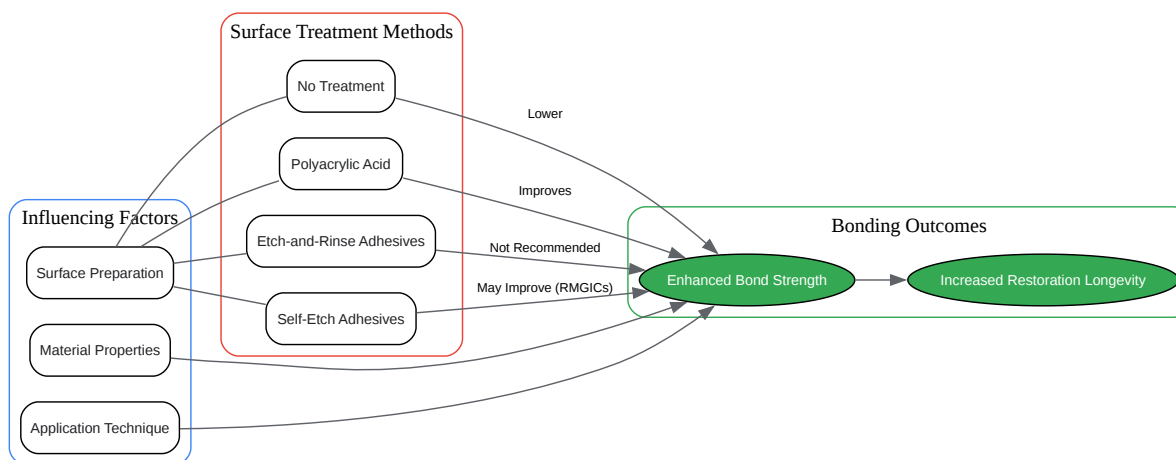 Surface Treatment Methods
No Treatment
Lower
Polyacrylic Acid
Improves
Influencing Factors
Bonding Outcomes
Etch-and-Rinse Adhesives
Not Recommended
Surface Preparation
Enhanced Bond Strength
Increased Restoration Longevity
May Improve (RMGICs)
Self-Etch Adhesives
Material Properties
Application Technique